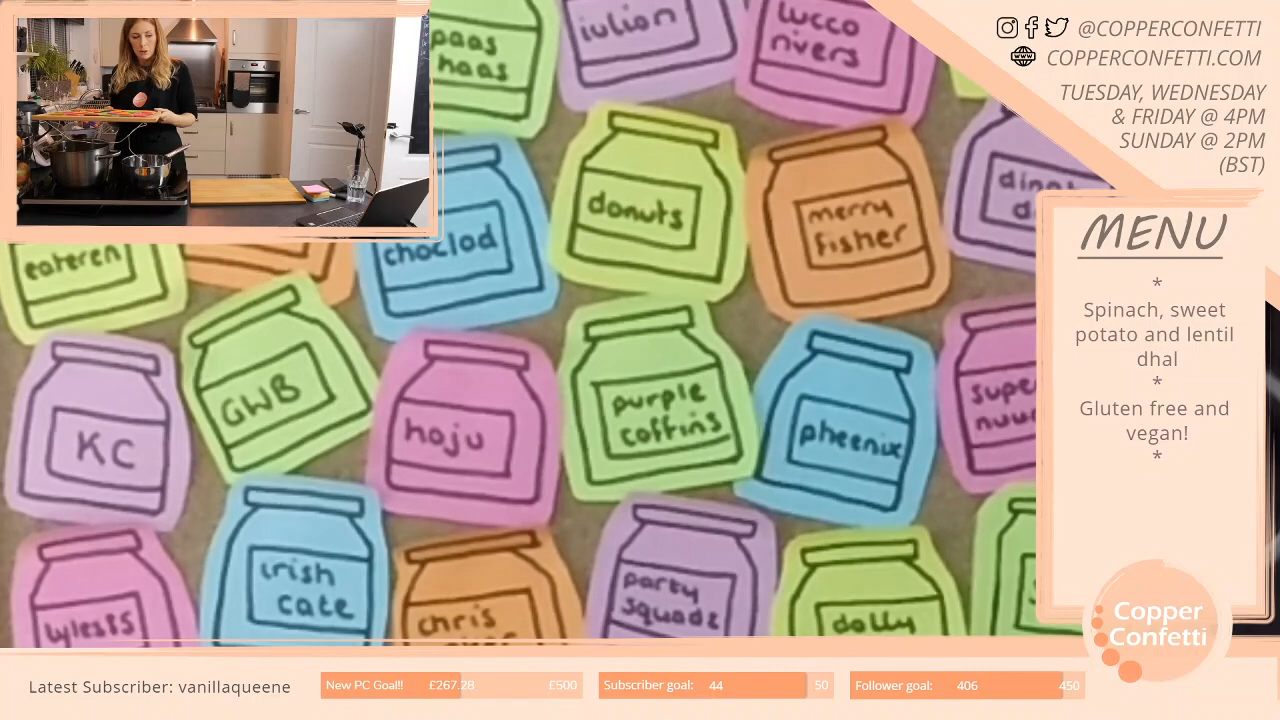 @COPPERCONFETTI
COPPERCONFETTI.COM
TUESDAY, WEDNESDAY
& FRIDAY @ 4PM
SUNDAY @ 2PM
(BST)
MENU
*
Spinach, sweet
potato and lentil
dhal
*
Gluten free and
vegan!
*
Copper
Confetti
paas
haas
iulian
lucco
rivers
eateren
choclad
donuts
merry
fisher
KC
GWB
hoju
purple
coffins
pheenix
irish
cate
chris
party
squadz
dolly
Latest Subscriber: vanillaqueene
New PC Goal!! £267.28 £500
Subscriber goal: 44 50
Follower goal: 406 450